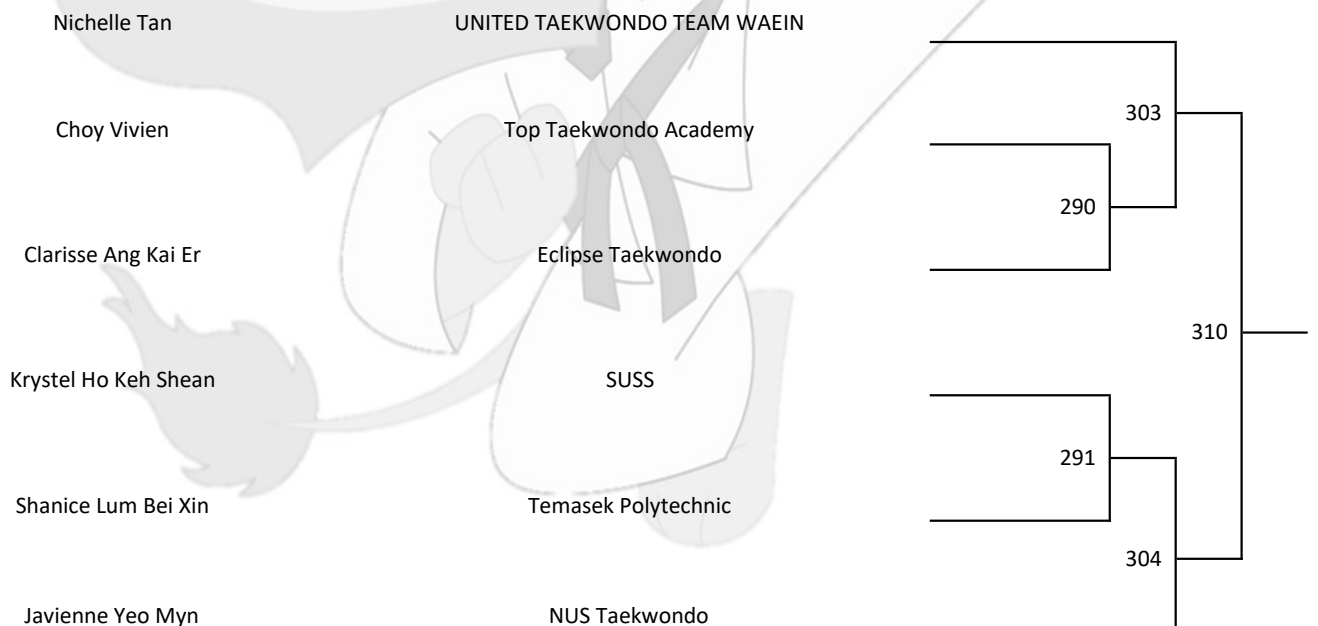 Nichelle Tan UNITED TAEKWONDO TEAM WAEIN
303
Choy Vivien Top Taekwondo Academy
290
Clarisse Ang Kai Er Eclipse Taekwondo
310
Krystel Ho Keh Shean SUSS
291
Shanice Lum Bei Xin Temasek Polytechnic
304
Javienne Yeo Myn NUS Taekwondo